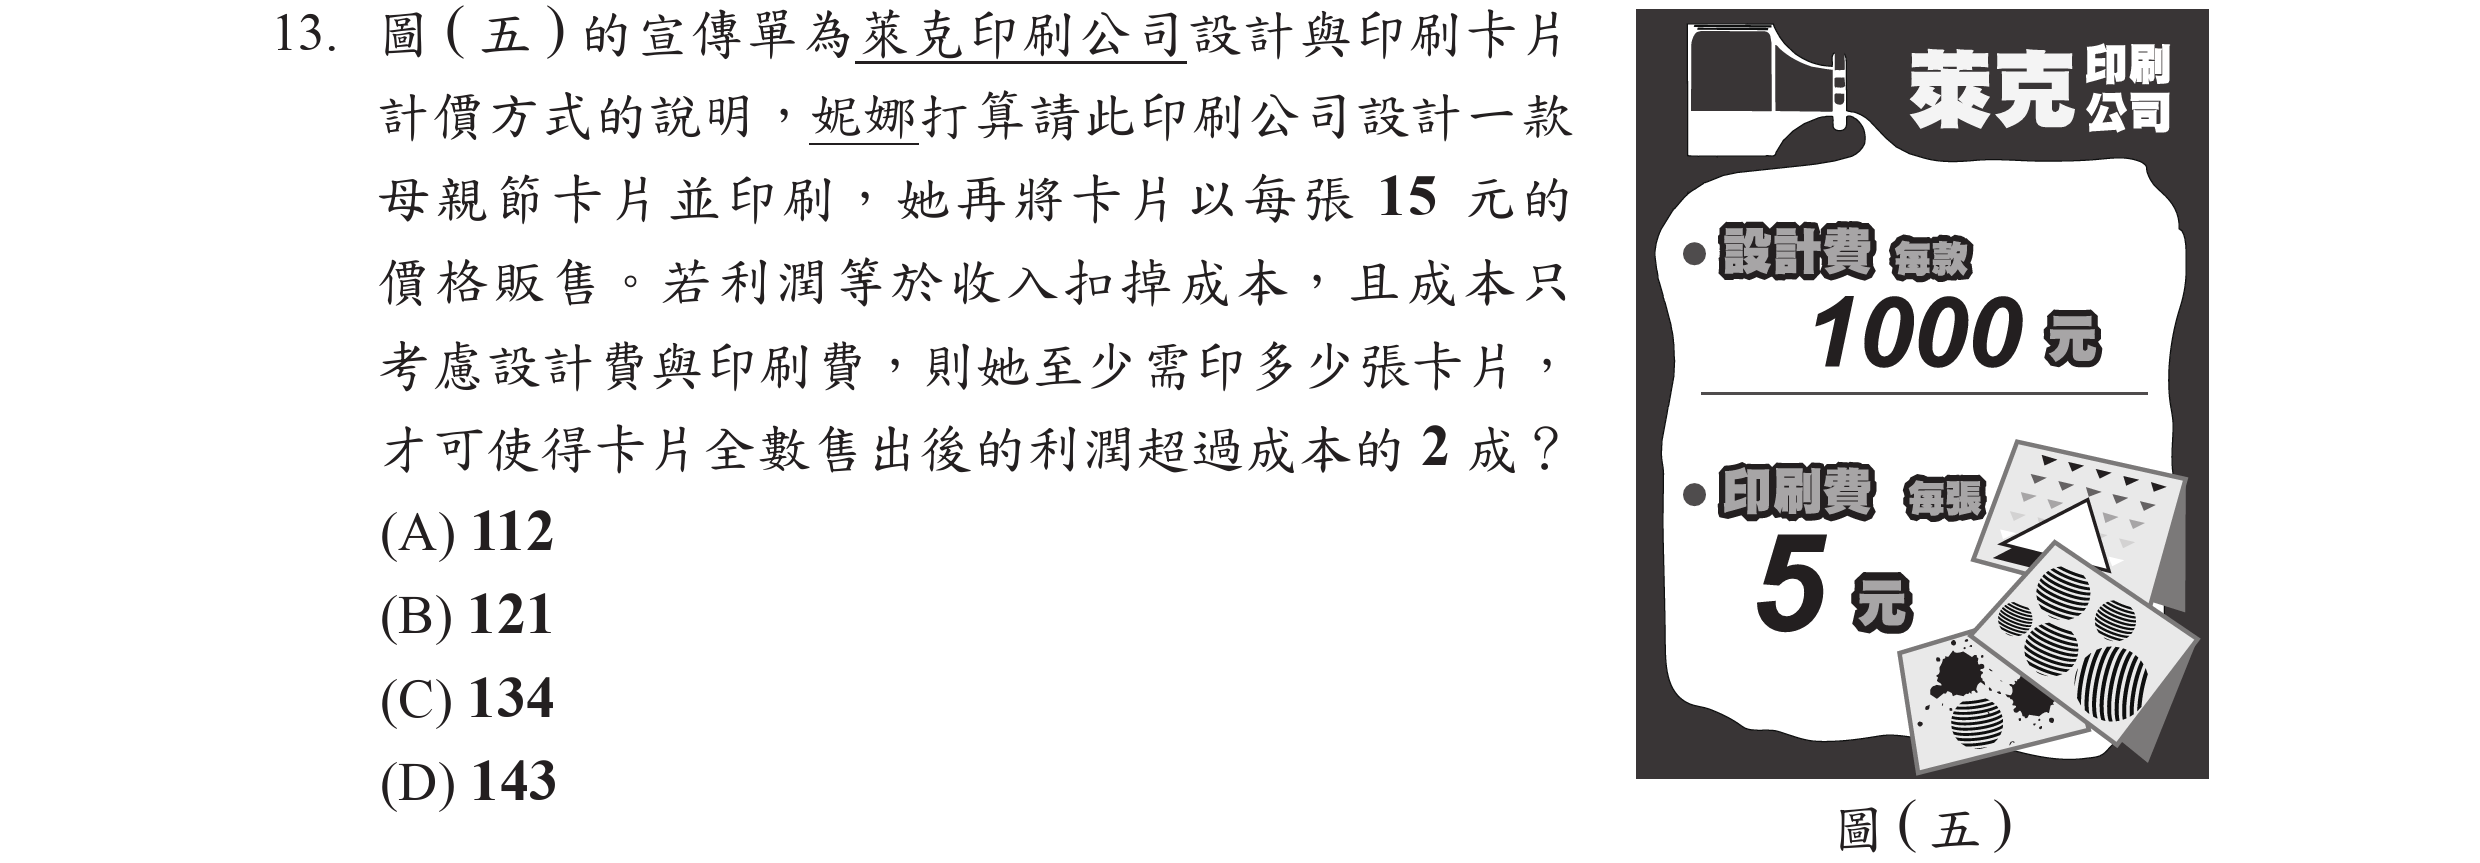 13. 圖(五)的宣傳單為萊克印刷公司設計與印刷卡片
計價方式的說明，妮娜打算請此印刷公司設計一款
母親節卡片並印刷，她再將卡片以每張 15 元的
價格販售。若利潤等於收入扣掉成本，且成本只
考慮設計費與印刷費，則她至少需印多少張卡片，
才可使得卡片全數售出後的利潤超過成本的 2 成？
(A) 112
(B) 121
(C) 134
(D) 143
萊克印刷公司
設計費 每款
1000 元
印刷費 每張
5 元
圖(五)